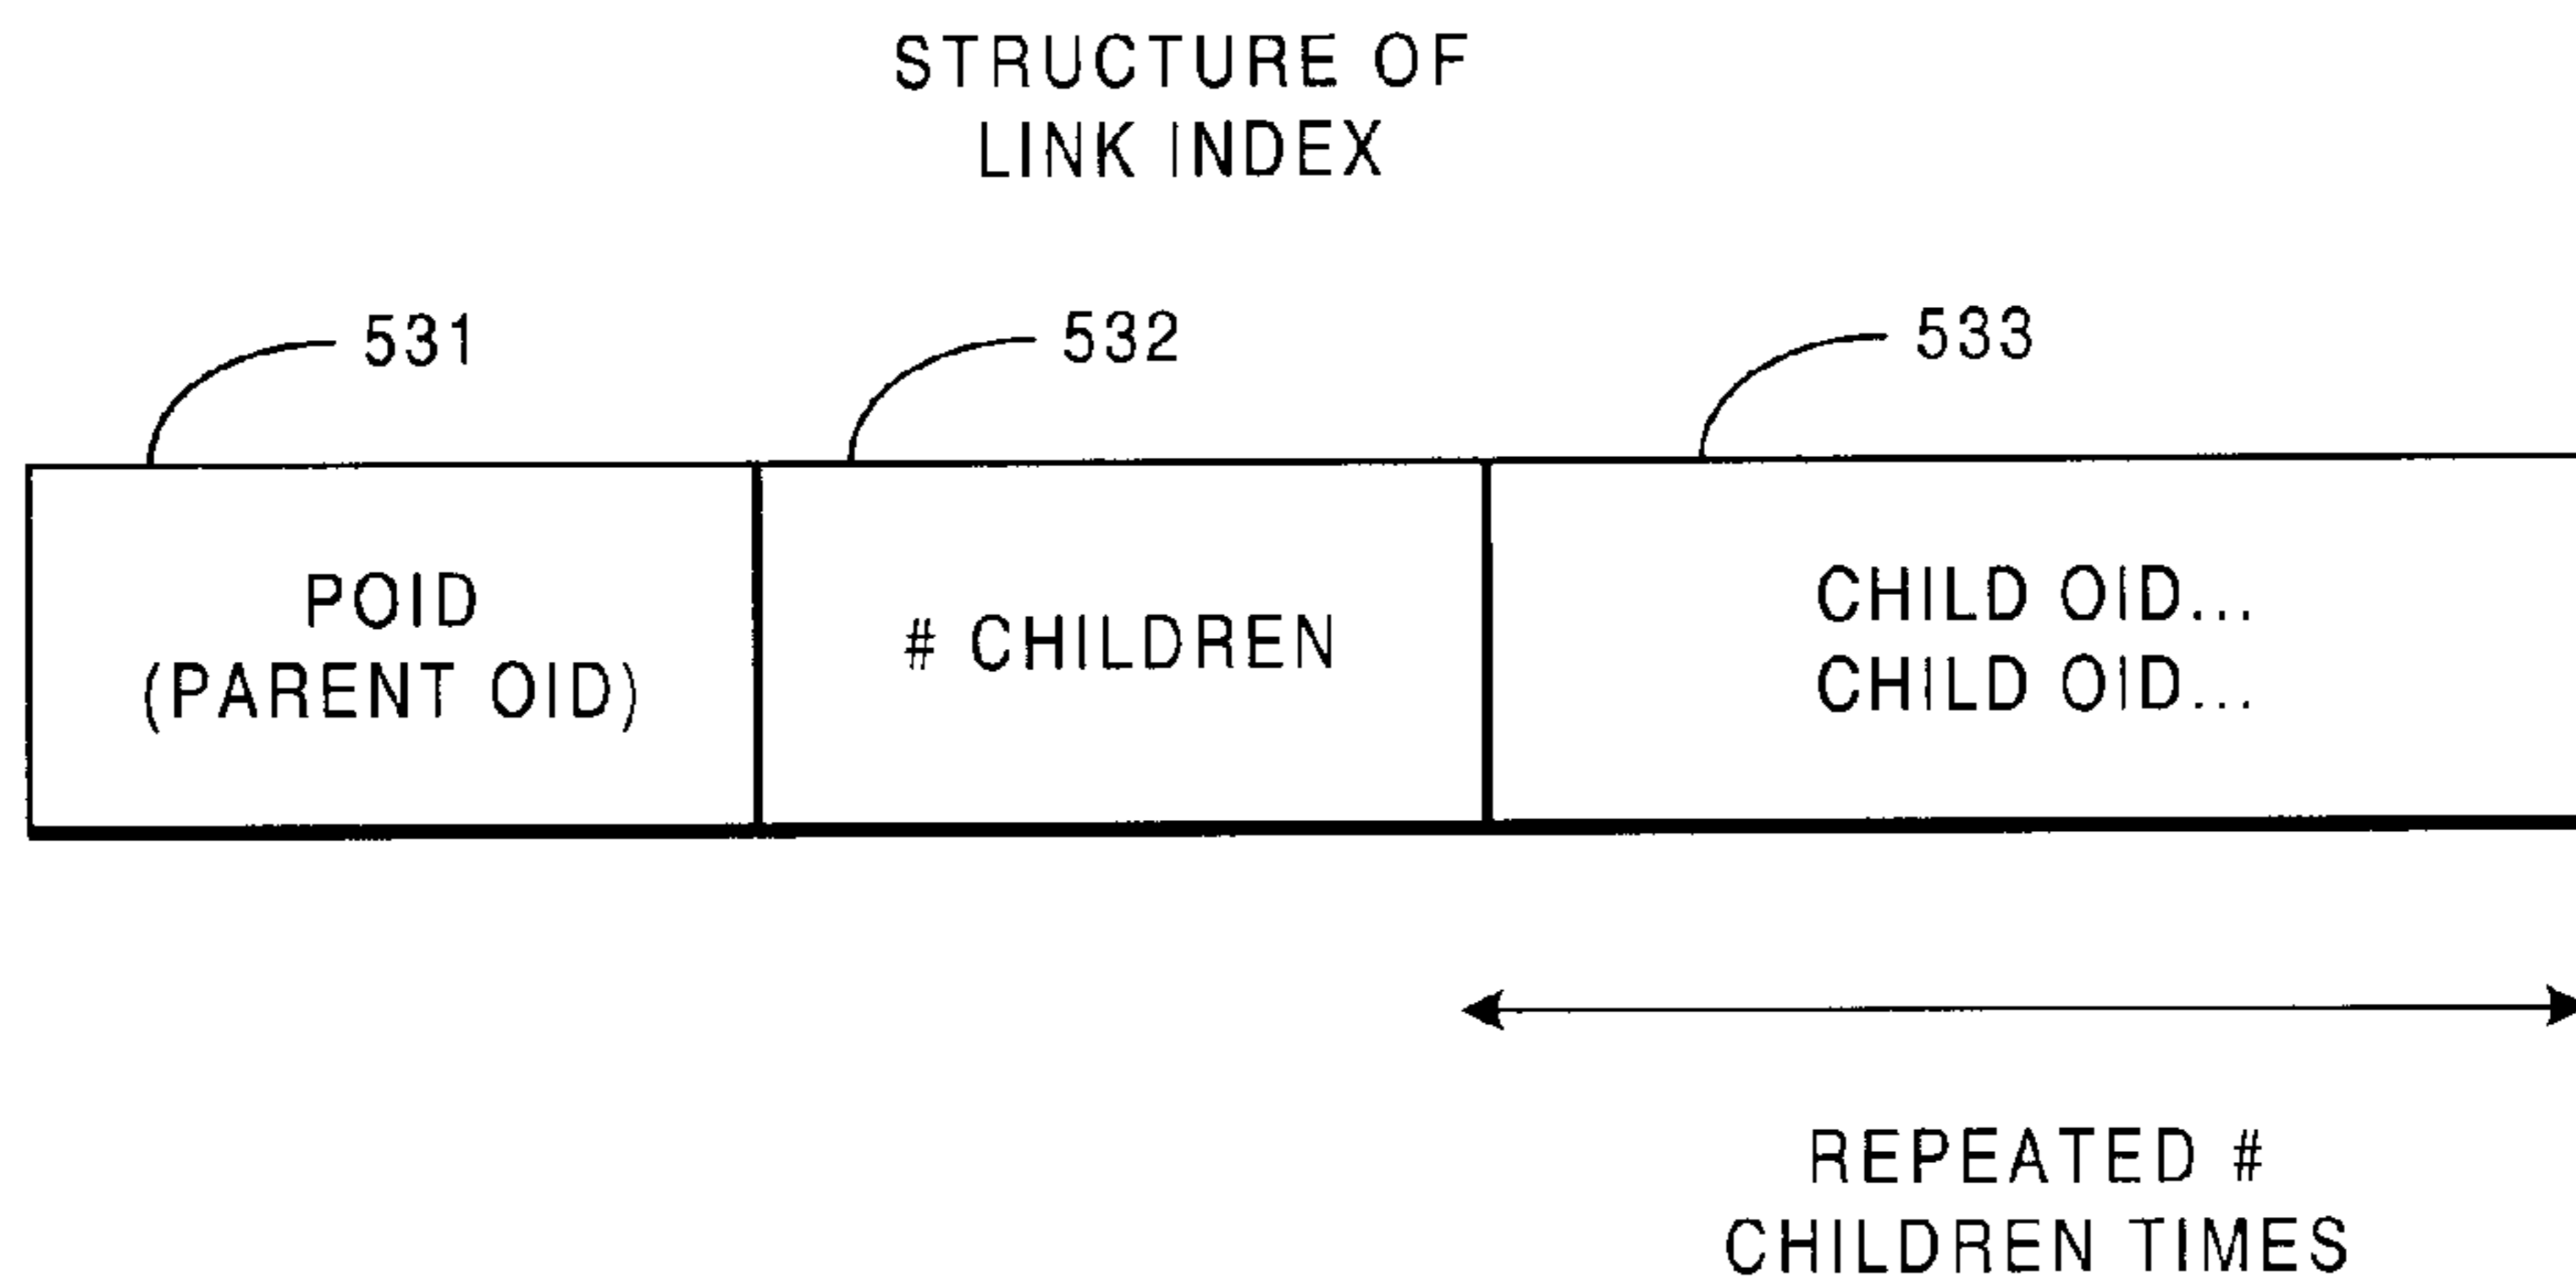 STRUCTURE OF
LINK INDEX
531
532
533
POID
(PARENT OID)
# CHILDREN
CHILD OID...
CHILD OID...
REPEATED #
CHILDREN TIMES